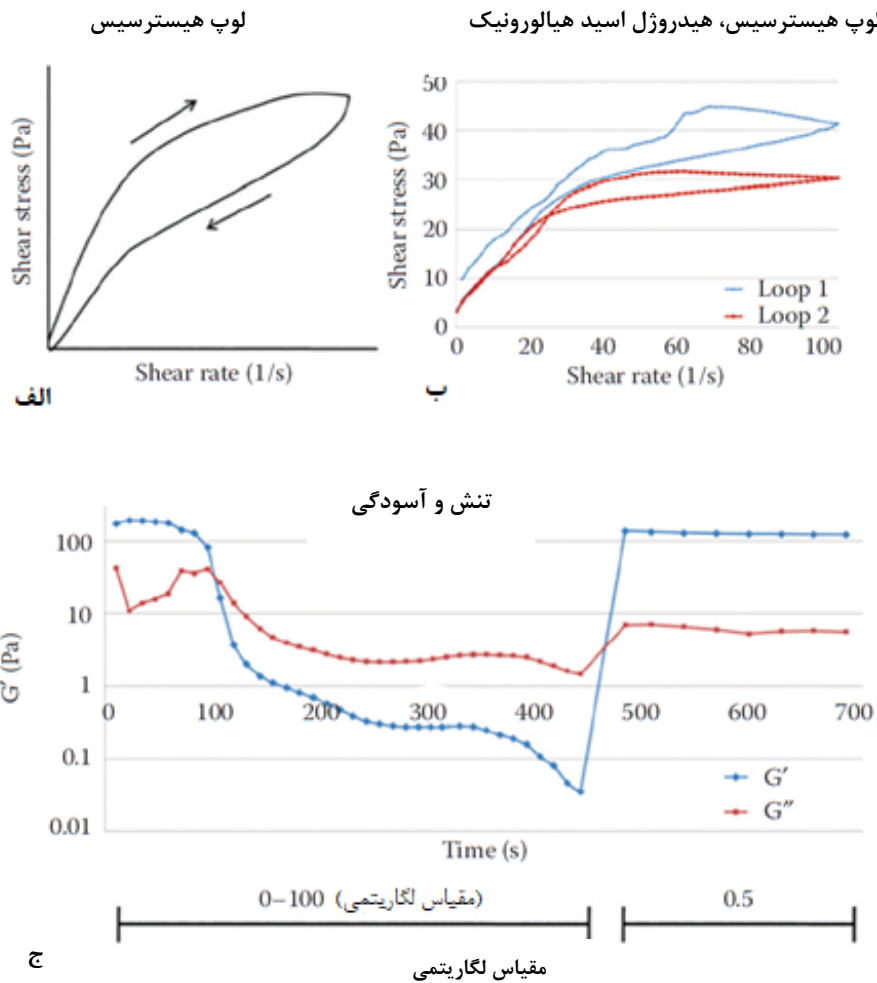 لوپ هیسترسیس
لوپ هیسترسیس، هیدروژل اسید هیالورونیک
Shear stress (Pa)
Shear rate (1/s)
الف
Shear stress (Pa)
50
40
30
20
10
0
0 20 40 60 80 100
Loop 1
Loop 2
Shear rate (1/s)
ب
تنش و آسودگی
G′ (Pa)
100
10
1
0.1
0.01
0 100 200 300 400 500 600 700
G′
G″
Time (s)
0–100 (مقیاس لگاریتمی)
0.5
ج
مقیاس لگاریتمی